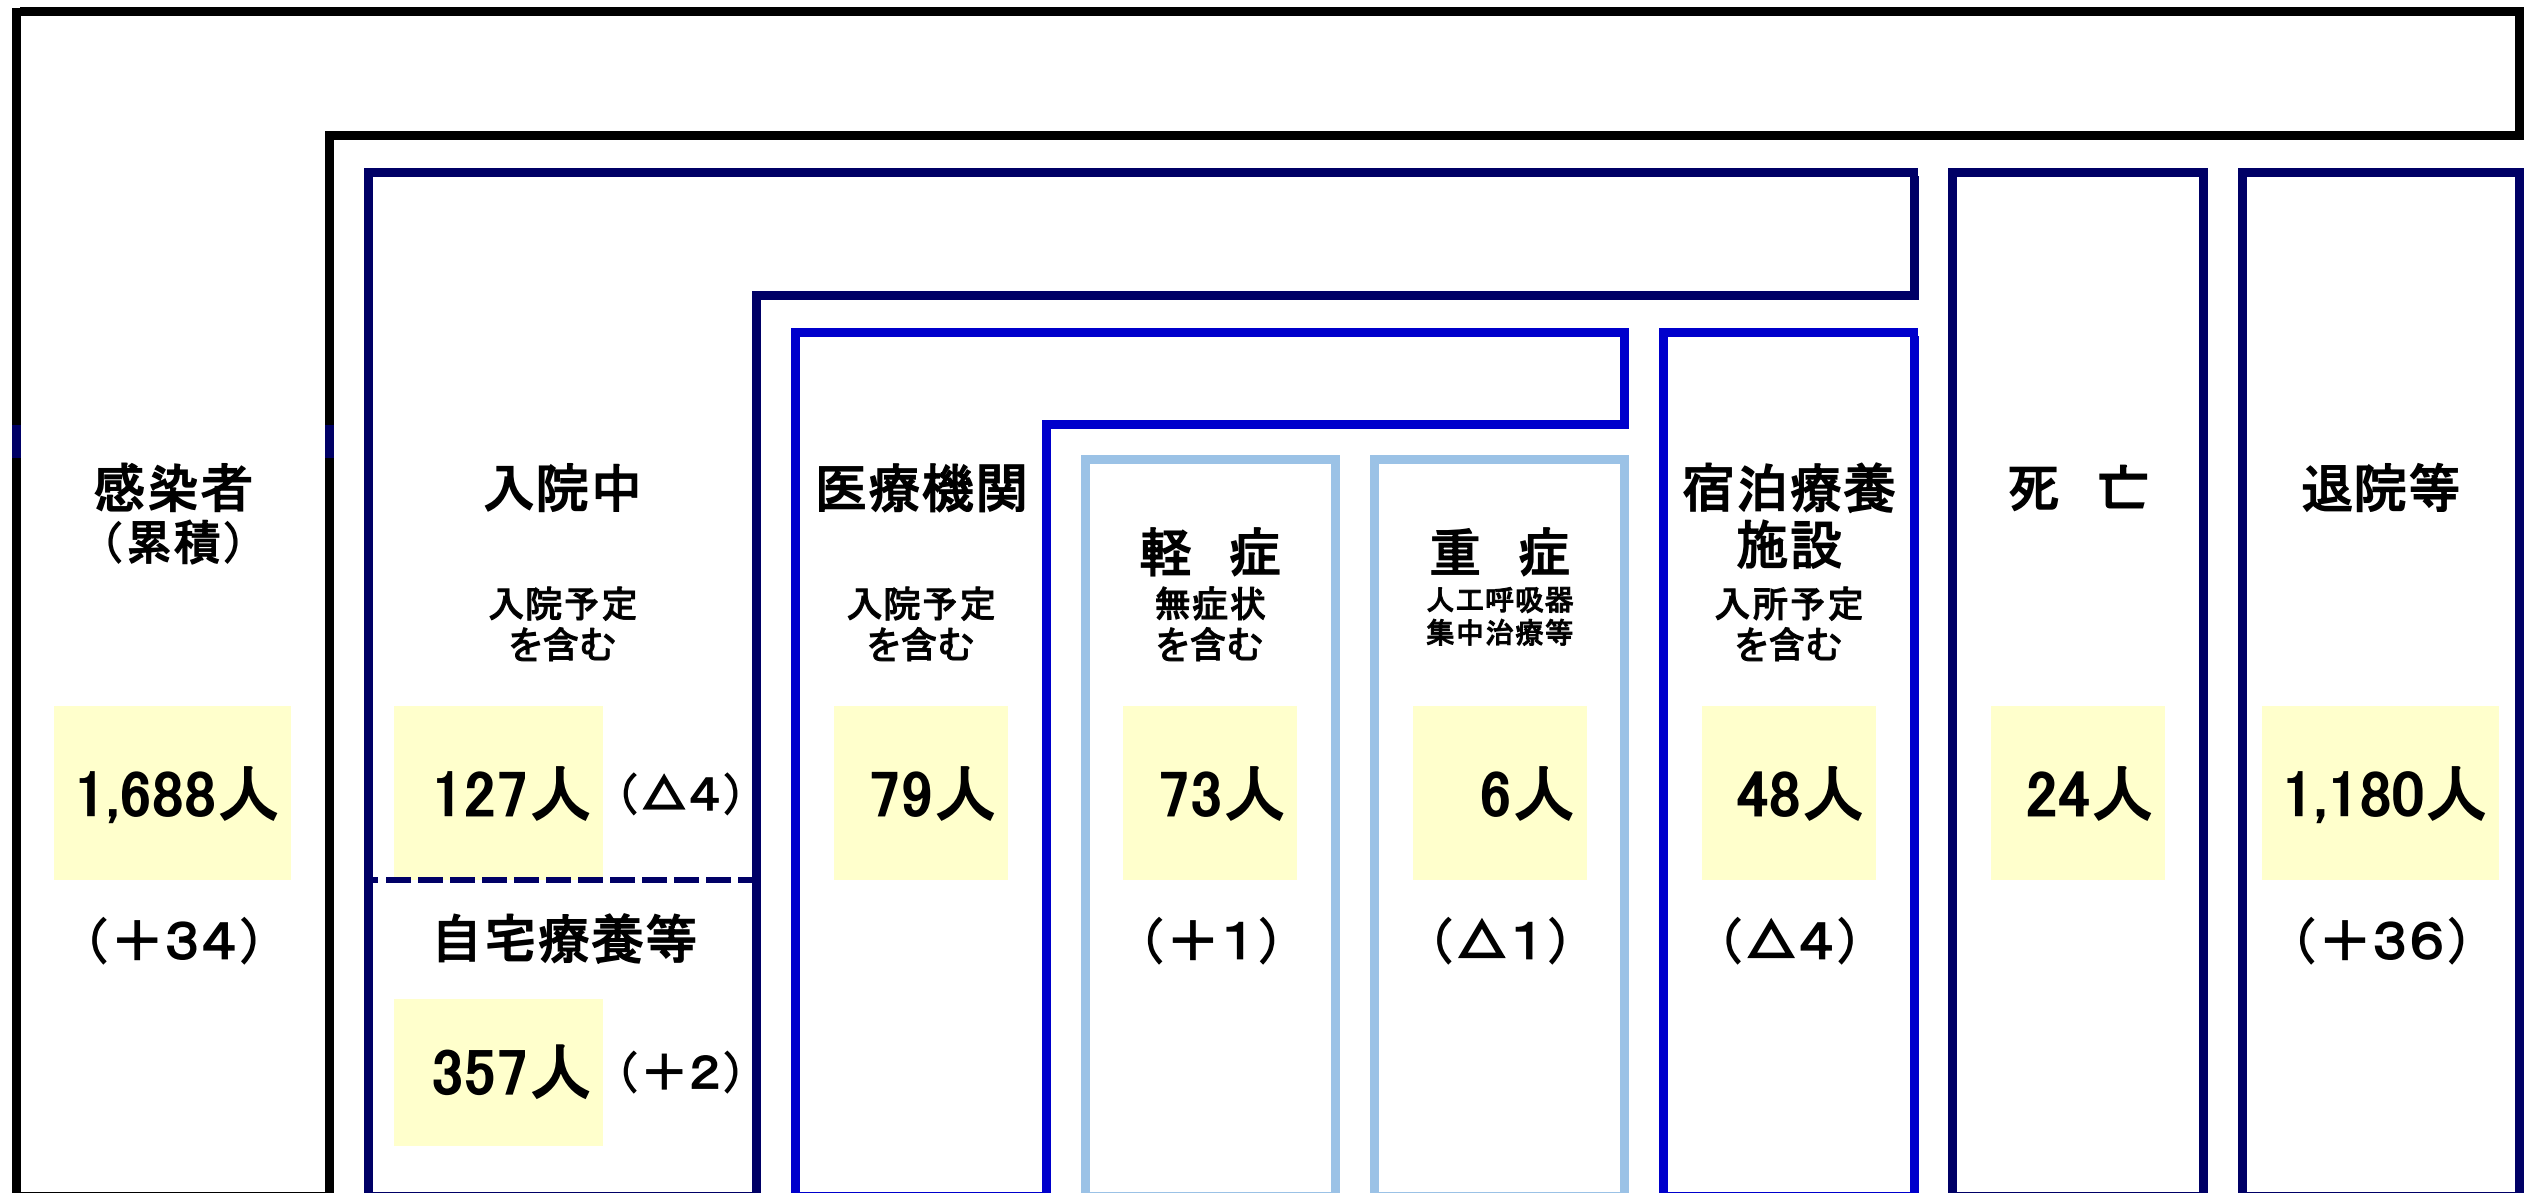 感染者
（累積）
1,688人
（＋34）
入院中
入院予定
を含む
127人（△4）
自宅療養等
357人（＋2）
医療機関
入院予定
を含む
79人
軽　症
無症状
を含む
73人
（＋1）
重　症
人工呼吸器
集中治療等
6人
（△1）
宿泊療養
施設
入所予定
を含む
48人
（△4）
死　亡
24人
退院等
1,180人
（＋36）